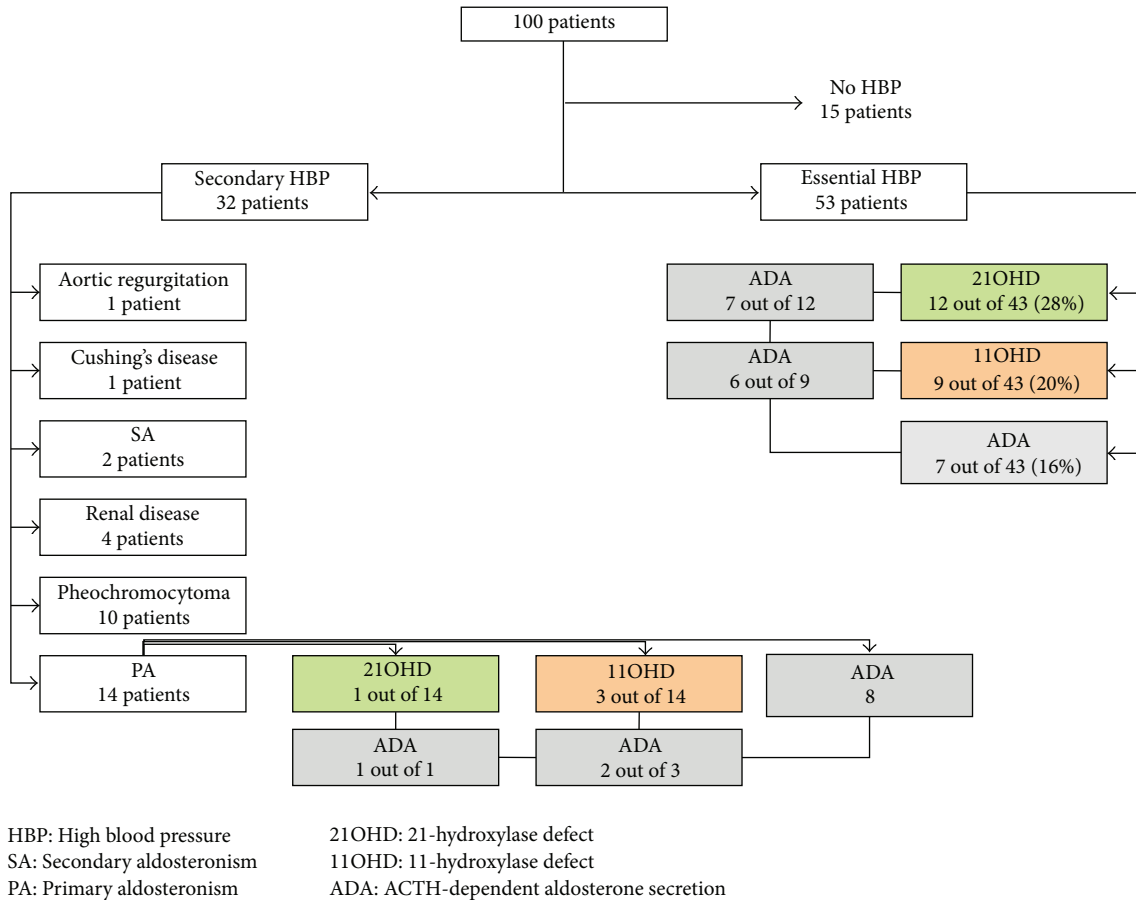 100 patients
No HBP
15 patients
Secondary HBP
32 patients
Essential HBP
53 patients
Aortic regurgitation
1 patient
Cushing's disease
1 patient
SA
2 patients
Renal disease
4 patients
Pheochromocytoma
10 patients
PA
14 patients
ADA
7 out of 12
21OHD
12 out of 43 (28%)
ADA
6 out of 9
11OHD
9 out of 43 (20%)
ADA
7 out of 43 (16%)
21OHD
1 out of 14
11OHD
3 out of 14
ADA
8
ADA
1 out of 1
ADA
2 out of 3
HBP: High blood pressure
SA: Secondary aldosteronism
PA: Primary aldosteronism
21OHD: 21-hydroxylase defect
11OHD: 11-hydroxylase defect
ADA: ACTH-dependent aldosterone secretion